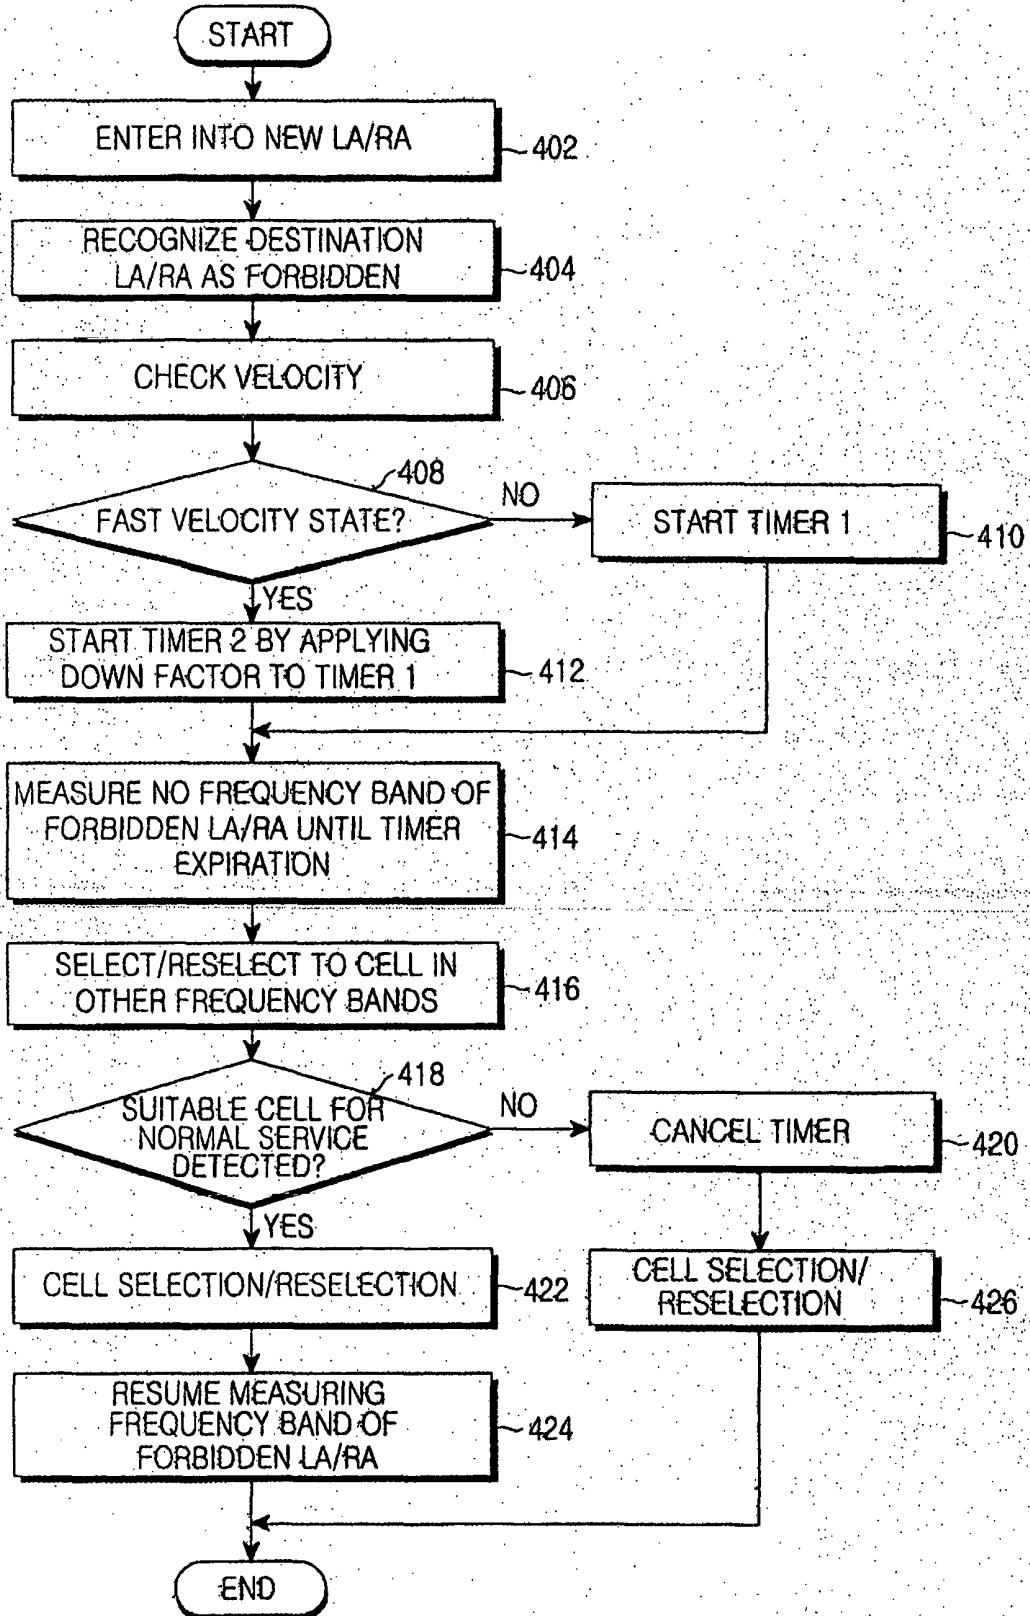 START
ENTER INTO NEW LA/RA
402
RECOGNIZE DESTINATION
LA/RA AS FORBIDDEN
404
CHECK VELOCITY
406
408
FAST VELOCITY STATE?
NO
START TIMER 1
410
YES
START TIMER 2 BY APPLYING
DOWN FACTOR TO TIMER 1
412
MEASURE NO FREQUENCY BAND OF
FORBIDDEN LA/RA UNTIL TIMER
EXPIRATION
414
SELECT/RESELECT TO CELL IN
OTHER FREQUENCY BANDS
416
418
SUITABLE CELL FOR
NORMAL SERVICE
DETECTED?
NO
CANCEL TIMER
420
YES
CELL SELECTION/RESELECTION
422
CELL SELECTION/
RESELECTION
426
RESUME MEASURING
FREQUENCY BAND OF
FORBIDDEN LA/RA
424
END